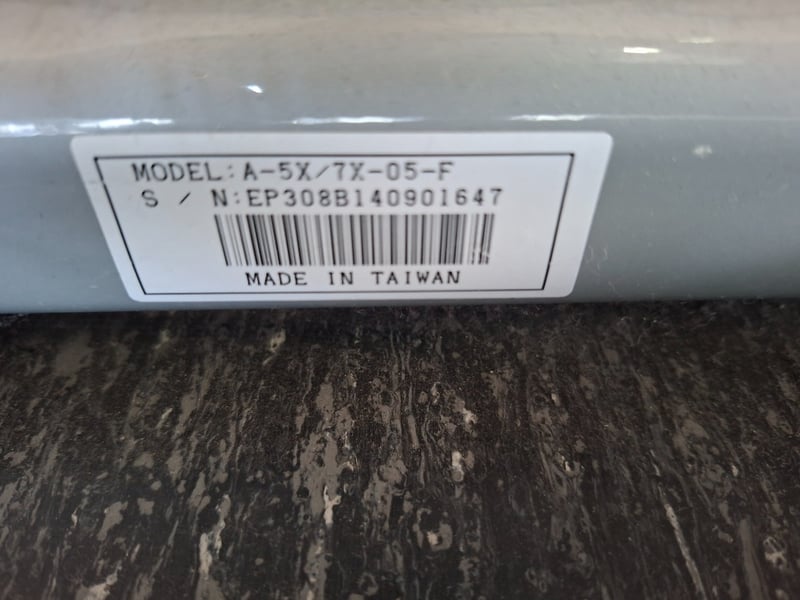 MODEL:A-5X/7X-05-F
S / N:EP308B140901647
MADE IN TAIWAN